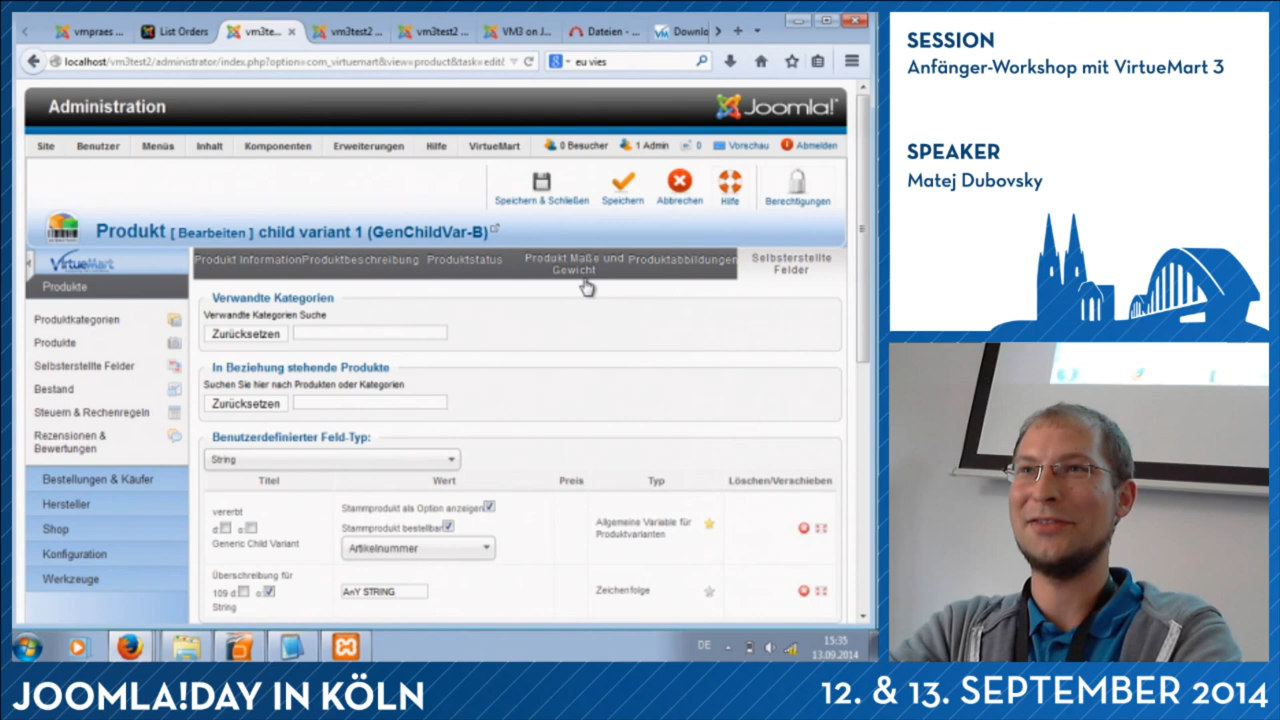 vmpraes ...
List Orders
vm3te...
vm3test2 ...
vm3test2 ...
VM3 on J...
Dateien - ...
Downlo
localhost/vm3test2/administrator/index.php?option=com_virtuemart&view=product&task=edit&
eu vies
Administration
Joomla!
Site Benutzer Menüs Inhalt Komponenten Erweiterungen Hilfe VirtueMart 0 Besucher 1 Admin 0 Vorschau Abmelden
Speichern & Schließen Speichern Abbrechen Hilfe Berechtigungen
Produkt [ Bearbeiten ] child variant 1 (GenChildVar-B)
VirtueMart
Produkte
Produktkategorien
Produkte
Selbsterstellte Felder
Bestand
Steuern & Rechenregeln
Rezensionen &
Bewertungen
Bestellungen & Käufer
Hersteller
Shop
Konfiguration
Werkzeuge
Produkt Information Produktbeschreibung Produktstatus Produkt Maße und Gewicht Produktabbildungen Selbsterstellte Felder
Verwandte Kategorien
Verwandte Kategorien Suche
Zurücksetzen
In Beziehung stehende Produkte
Suchen Sie hier nach Produkten oder Kategorien
Zurücksetzen
Benutzerdefinierter Feld-Typ:
String
Titel Wert Preis Typ Löschen/Verschieben
vererbt
d: o:
Generic Child Variant
Stammprodukt als Option anzeigen
Stammprodukt bestellbar
Artikelnummer
Allgemeine Variable für
Produktvarianten
Überschreibung für
109 d: o:
String
AnY STRING
Zeichenfolge
DE
15:35
13.09.2014
SESSION
Anfänger-Workshop mit VirtueMart 3
SPEAKER
Matej Dubovsky
JOOMLA!DAY IN KÖLN
12. & 13. SEPTEMBER 2014